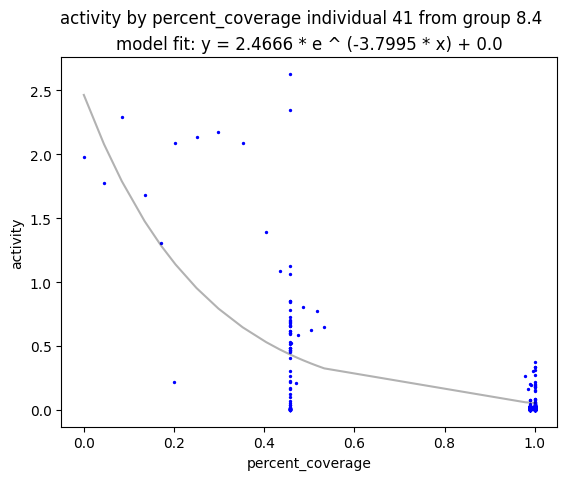 activity by percent_coverage individual 41 from group 8.4
model fit: y = 2.4666 * e ^ (-3.7995 * x) + 0.0
2.5
2.0
1.5
1.0
0.5
0.0
activity
0.0 0.2 0.4 0.6 0.8 1.0
percent_coverage